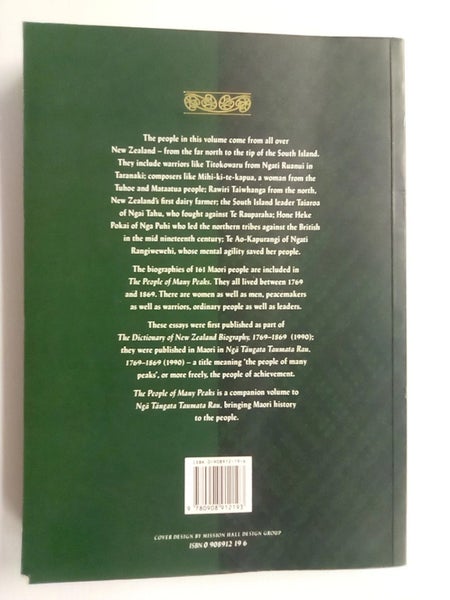 The people in this volume come from all over
New Zealand – from the far north to the tip of the South Island.
They include warriors like Titokowaru from Ngati Ruanui in
Taranaki; composers like Mihi-ki-te-kapua, a woman from the
Tuhoe and Mataatua people; Rawiri Taiwhanga from the north,
New Zealand's first dairy farmer; the South Island leader Taiaroa
of Ngai Tahu, who fought against Te Rauparaha; Hone Heke
Pokai of Nga Puhi who led the northern tribes against the British
in the mid nineteenth century; Te Ao-Kapurangi of Ngati
Rangiwewehi, whose mental agility saved her people.
The biographies of 161 Maori people are included in
The People of Many Peaks. They all lived between 1769
and 1869. There are women as well as men, peacemakers
as well as warriors, ordinary people as well as leaders.
These essays were first published as part of
The Dictionary of New Zealand Biography, 1769–1869 (1990);
they were published in Maori in Ngā Tāngata Taumata Rau,
1769–1869 (1990) – a title meaning 'the people of many
peaks', or more freely, the people of achievement.
The People of Many Peaks is a companion volume to
Ngā Tāngata Taumata Rau, bringing Maori history
to the people.
9 780908 912193
COVER DESIGN BY MISSION HALL DESIGN GROUP
ISBN 0 908912 19 6